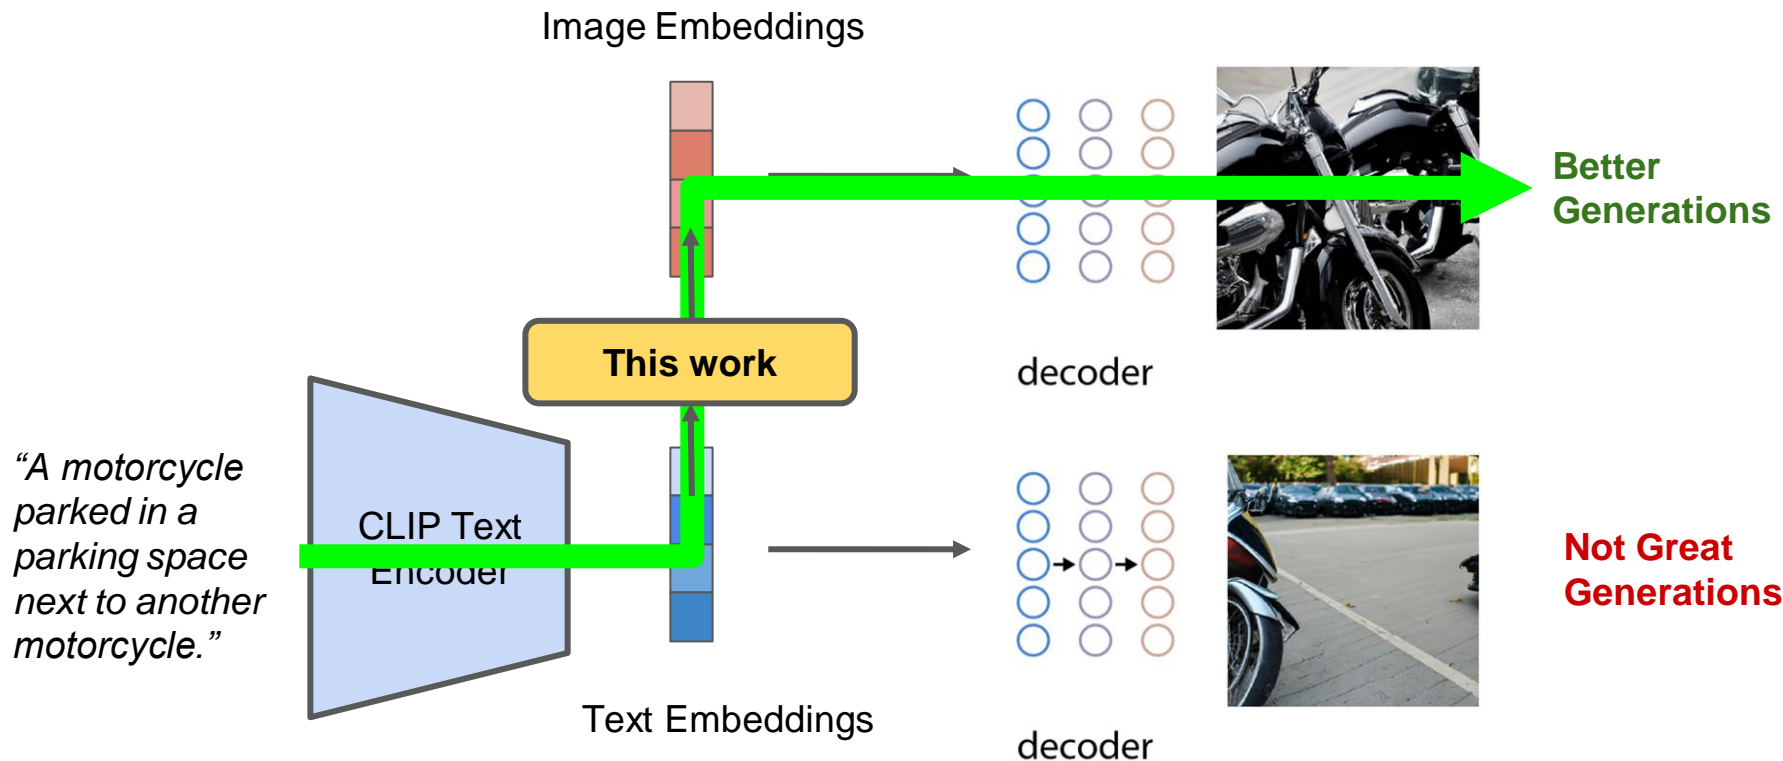 Image Embeddings
Better
Generations
This work
decoder
“A motorcycle
parked in a
parking space
next to another
motorcycle.”
CLIP Text
Encoder
Not Great
Generations
Text Embeddings
decoder